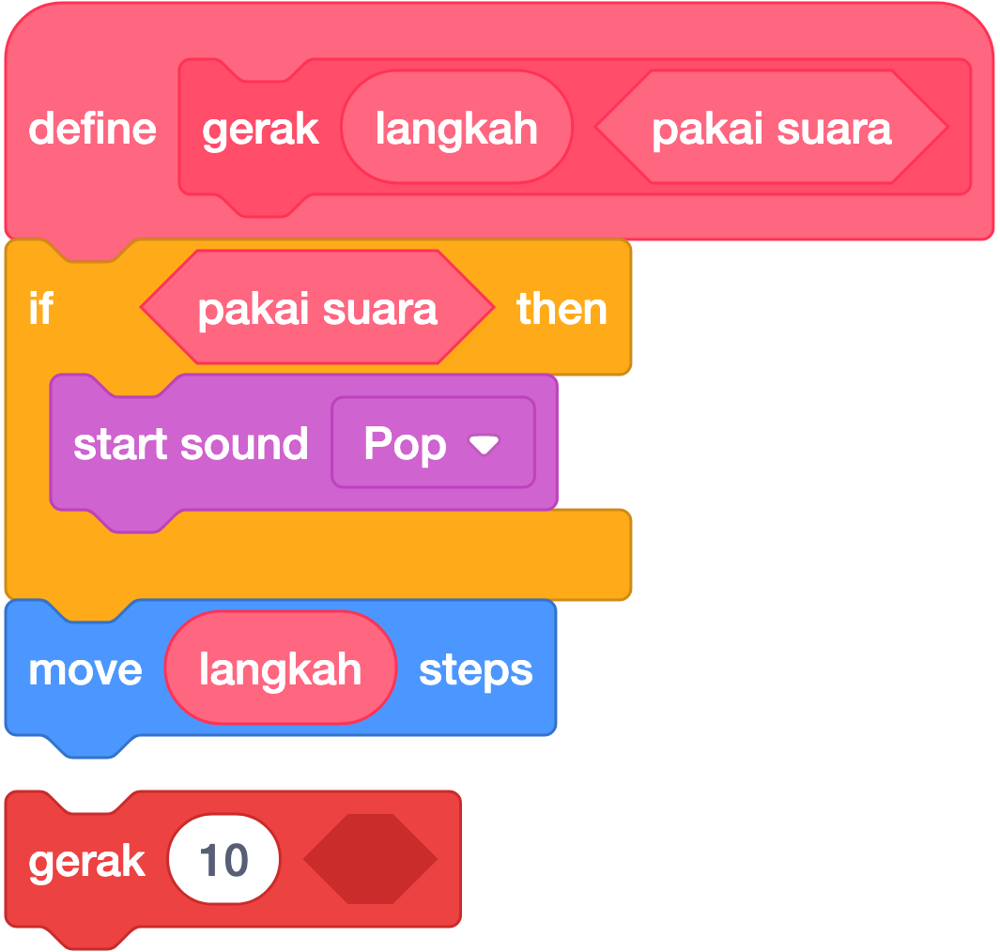 define gerak langkah pakai suara
if pakai suara then
start sound Pop
move langkah steps
gerak 10